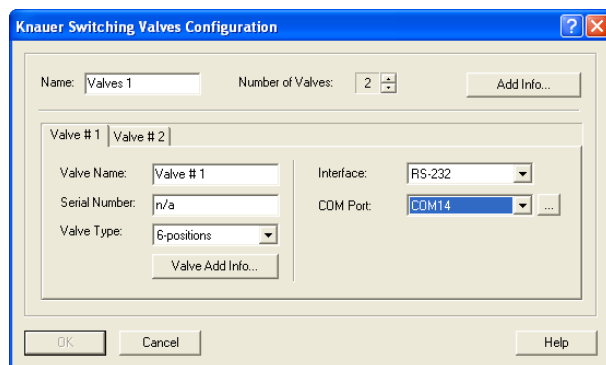 Knauer Switching Valves Configuration
Name: Valves 1 Number of Valves: 2 Add Info...
Valve # 1 Valve # 2
Valve Name: Valve # 1 Interface: RS-232
Serial Number: n/a COM Port: COM14 ...
Valve Type: 6-positions
Valve Add Info...
OK Cancel Help